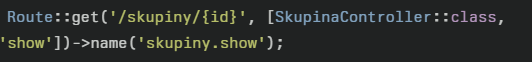 Route::get('/skupiny/{id}', [SkupinaController::class,
'show'])->name('skupiny.show');